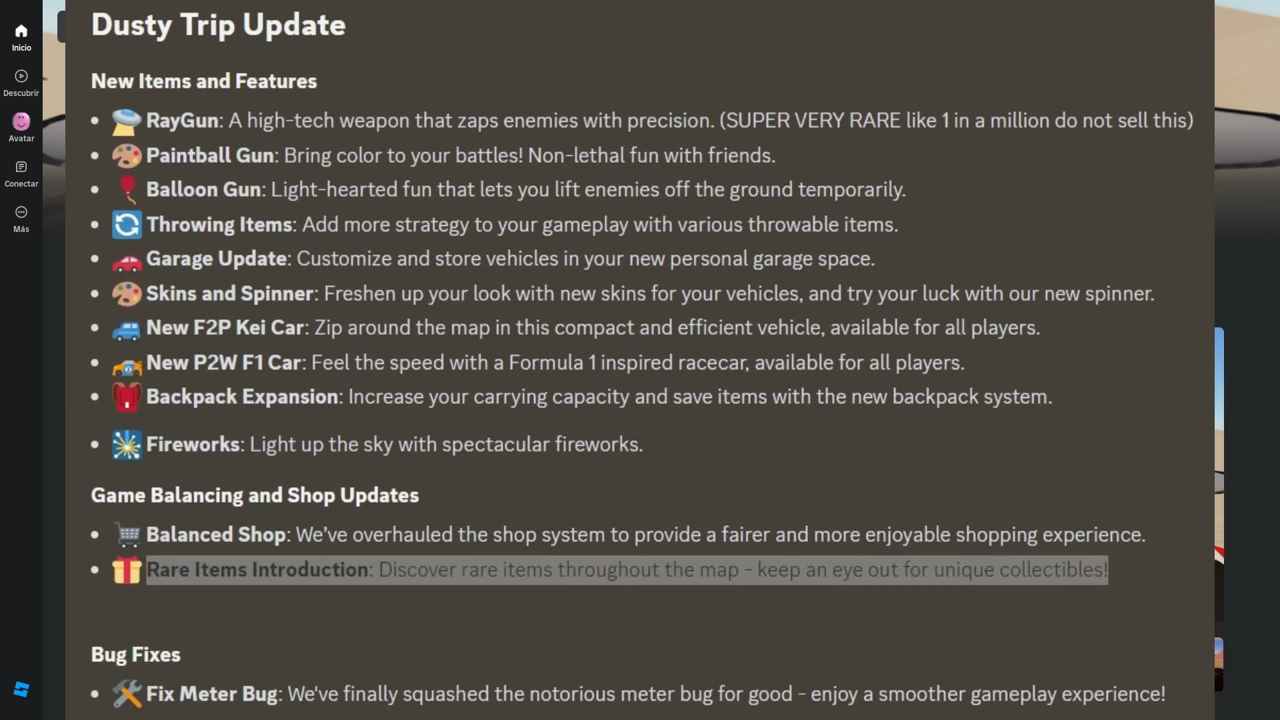 Dusty Trip Update
New Items and Features
RayGun: A high-tech weapon that zaps enemies with precision. (SUPER VERY RARE like 1 in a million do not sell this)
Paintball Gun: Bring color to your battles! Non-lethal fun with friends.
Balloon Gun: Light-hearted fun that lets you lift enemies off the ground temporarily.
Throwing Items: Add more strategy to your gameplay with various throwable items.
Garage Update: Customize and store vehicles in your new personal garage space.
Skins and Spinner: Freshen up your look with new skins for your vehicles, and try your luck with our new spinner.
New F2P Kei Car: Zip around the map in this compact and efficient vehicle, available for all players.
New P2W F1 Car: Feel the speed with a Formula 1 inspired racecar, available for all players.
Backpack Expansion: Increase your carrying capacity and save items with the new backpack system.
Fireworks: Light up the sky with spectacular fireworks.
Game Balancing and Shop Updates
Balanced Shop: We've overhauled the shop system to provide a fairer and more enjoyable shopping experience.
Rare Items Introduction: Discover rare items throughout the map - keep an eye out for unique collectibles!
Bug Fixes
Fix Meter Bug: We've finally squashed the notorious meter bug for good - enjoy a smoother gameplay experience!
Inicio
Descubrir
Avatar
Conectar
Más